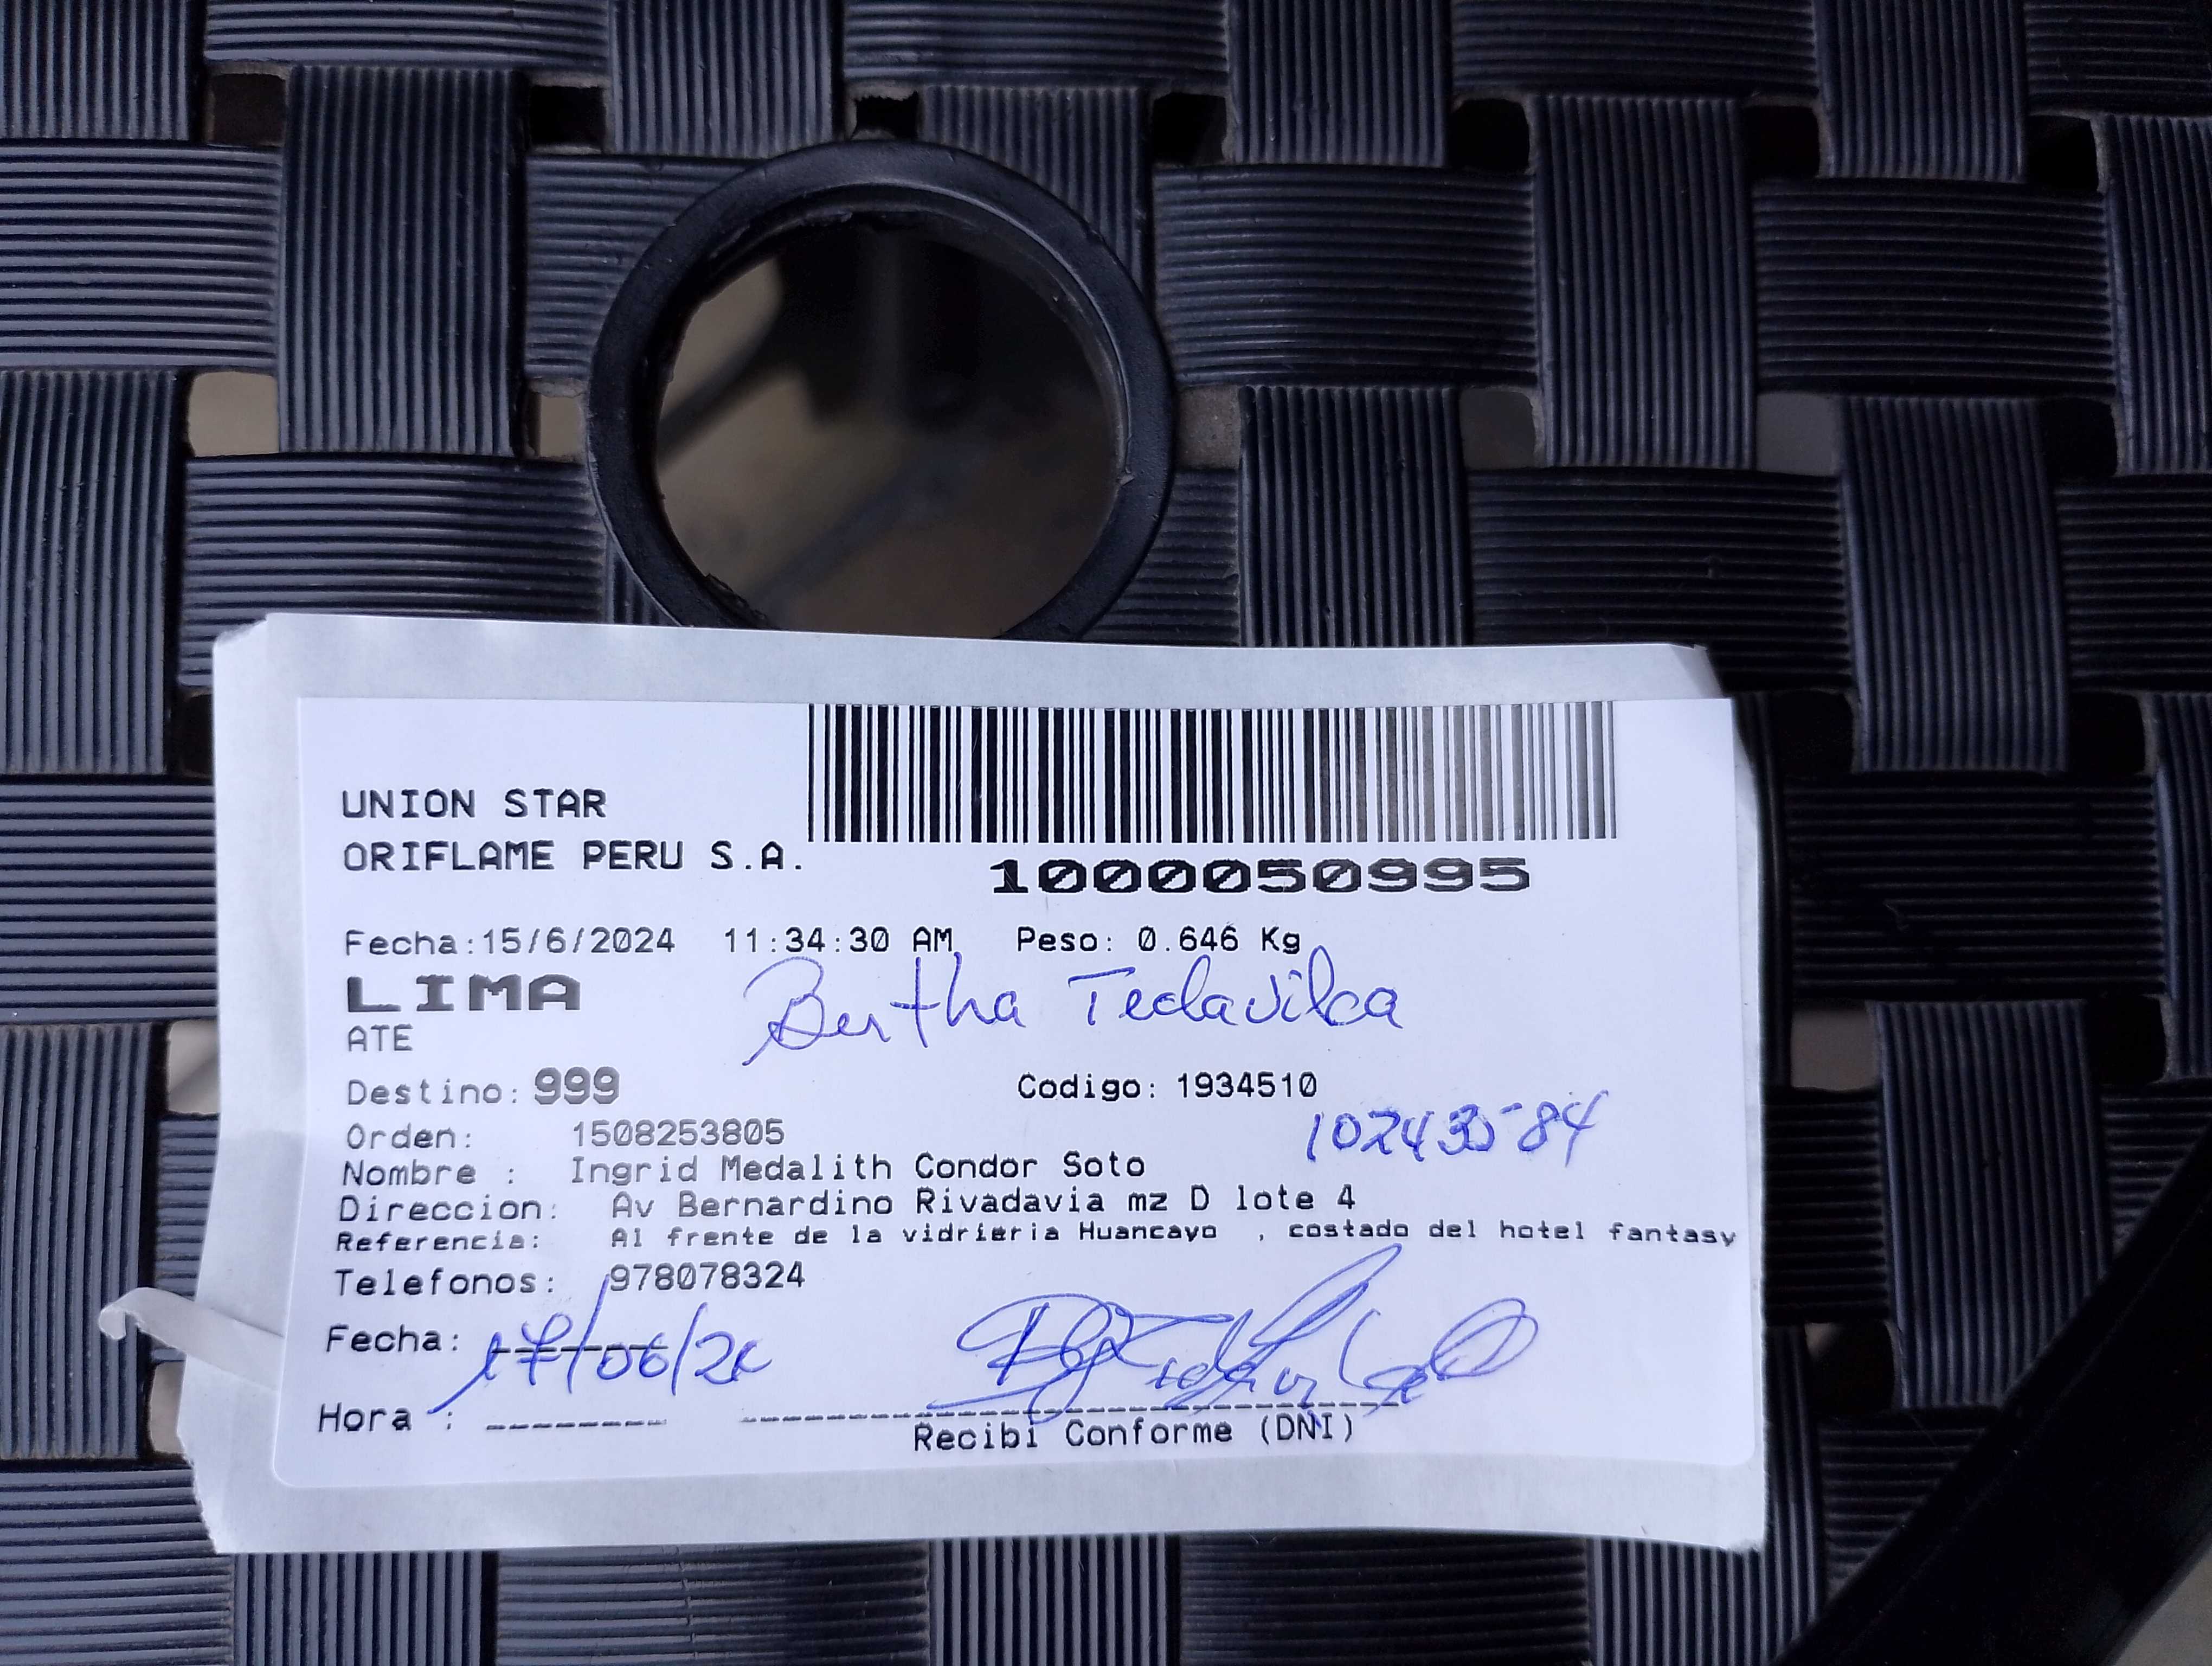 UNION STAR
ORIFLAME PERU S.A.
1000050995
Fecha:15/6/2024 11:34:30 AM Peso: 0.646 Kg
LIMA
Bertha
ATE
Destino: 999 Codigo: 1934510
Orden: 1508253805
Nombre : Ingrid Medalith Condor Soto
Direccion: Av Bernardino Rivadavia mz D lote 4
Referencia: Al frente de la vidrieria Huancayo , costado del hotel fantasy
Telefonos: 978078324
Fecha: 17/06/24
Hora :
Recibi Conforme (DNI)